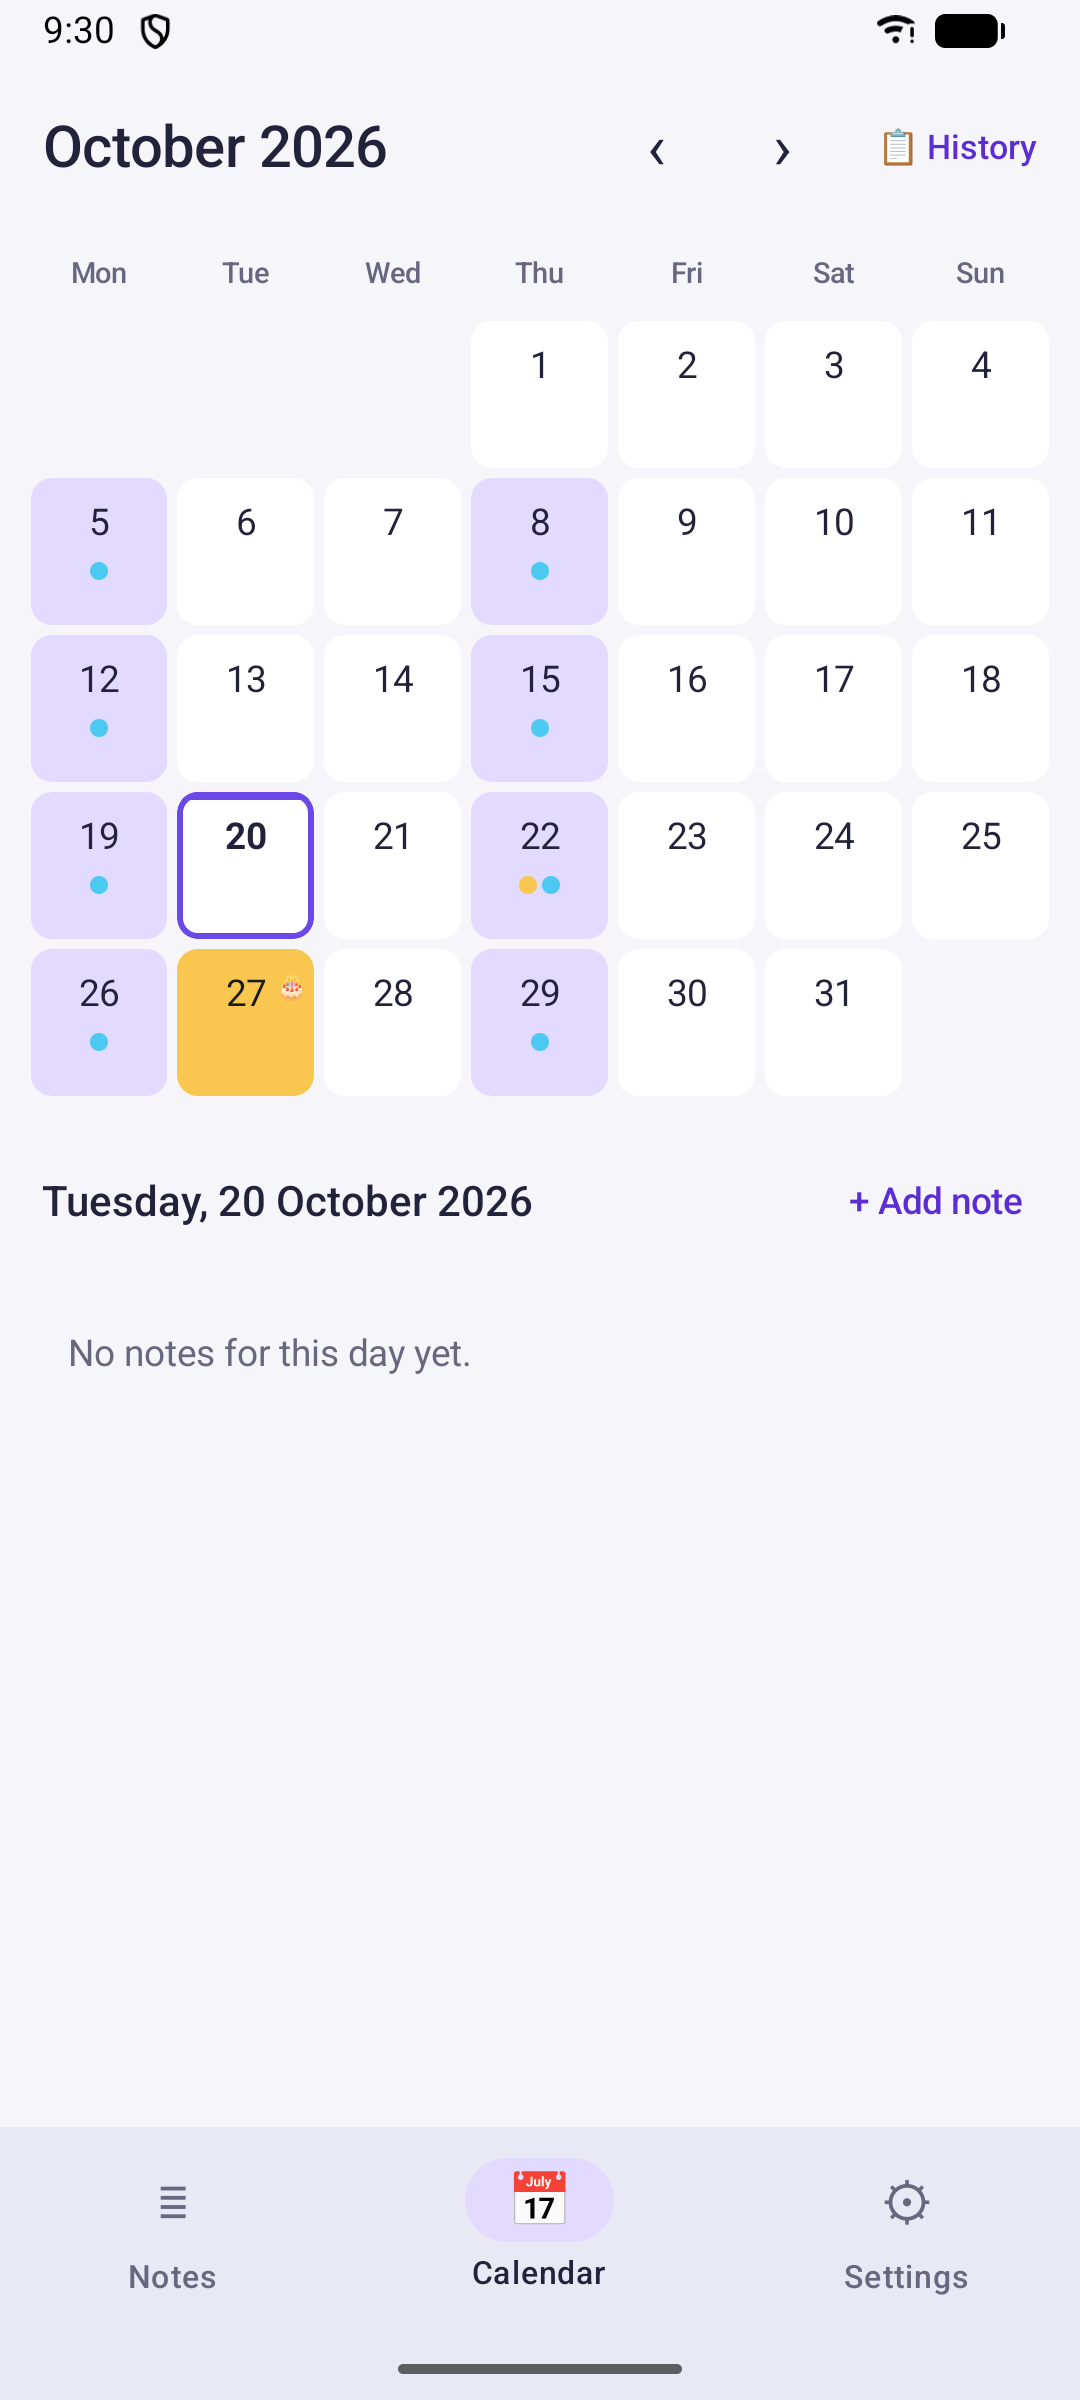 9:30
October 2026 ‹ › 📋 History
Mon Tue Wed Thu Fri Sat Sun
1 2 3 4
5 6 7 8 9 10 11
12 13 14 15 16 17 18
19 20 21 22 23 24 25
26 27 🎂 28 29 30 31
Tuesday, 20 October 2026 + Add note
No notes for this day yet.
July
17
Notes Calendar Settings